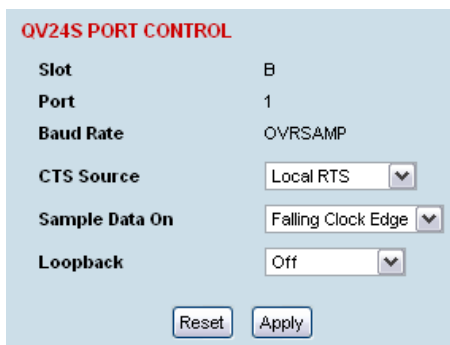 QV24S PORT CONTROL
Slot B
Port 1
Baud Rate OVRSAMP
CTS Source Local RTS
Sample Data On Falling Clock Edge
Loopback Off
Reset Apply